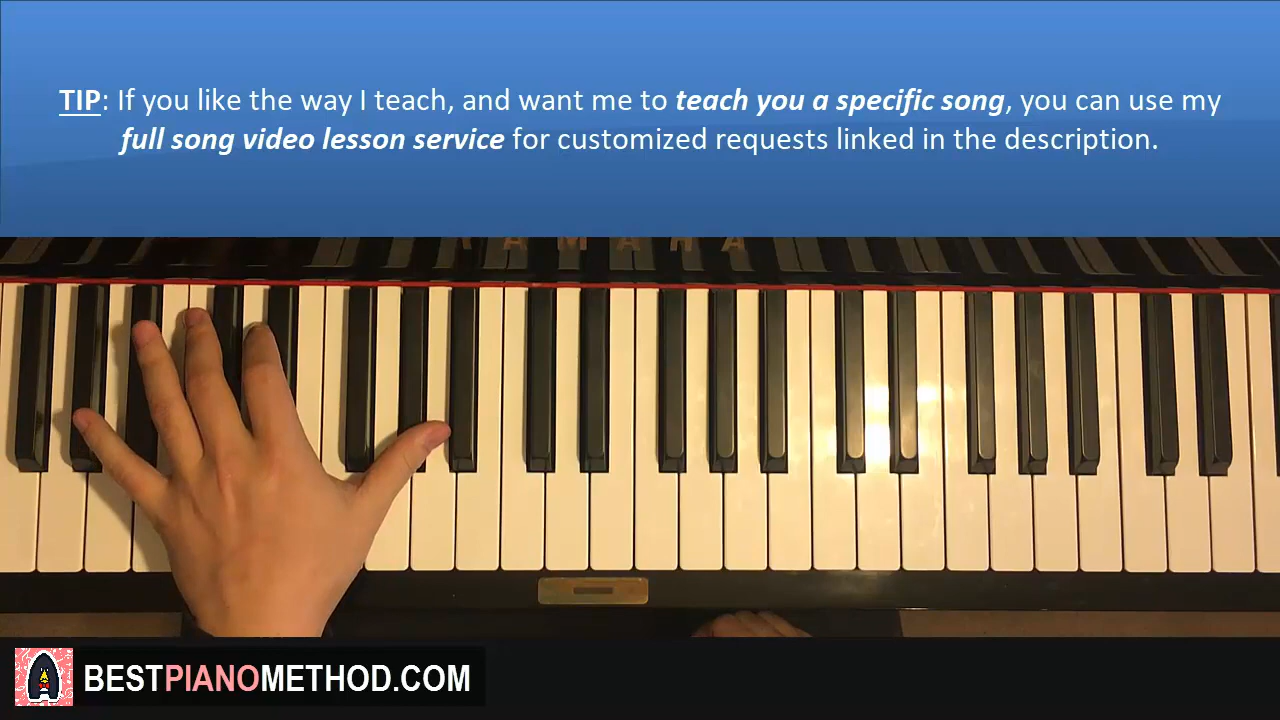 TIP: If you like the way I teach, and want me to teach you a specific song, you can use my
full song video lesson service for customized requests linked in the description.
YAMAHA
BESTPIANOMETHOD.COM